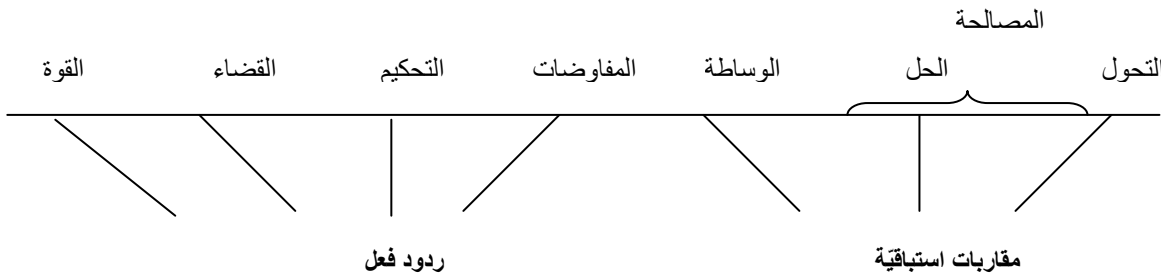 المصالحة
التحول الحل الوساطة المفاوضات التحكيم القضاء القوة
مقاربات استباقيّة ردود فعل